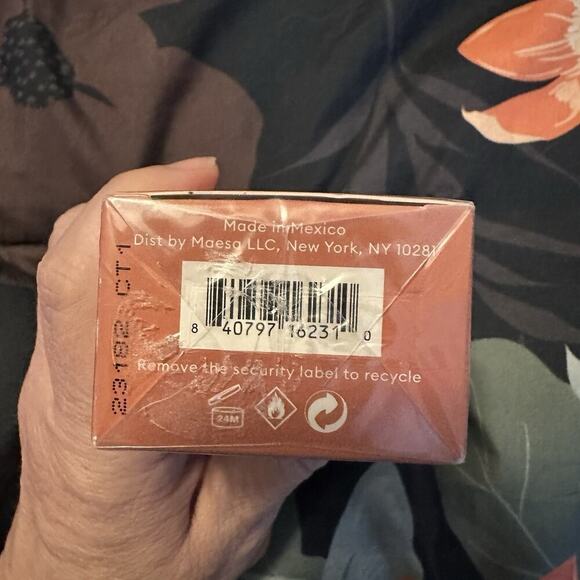 Made in Mexico
Dist by Maesa LLC, New York, NY 10281
8 40797 16231 0
Remove the security label to recycle
24M
23182 CT1